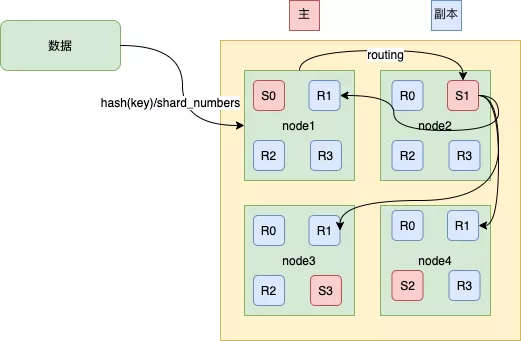 主
副本
数据
routing
hash(key)/shard_numbers
S0
R1
node1
R2
R3
R0
S1
node2
R2
R3
R0
R1
node3
R2
S3
R0
R1
node4
S2
R3